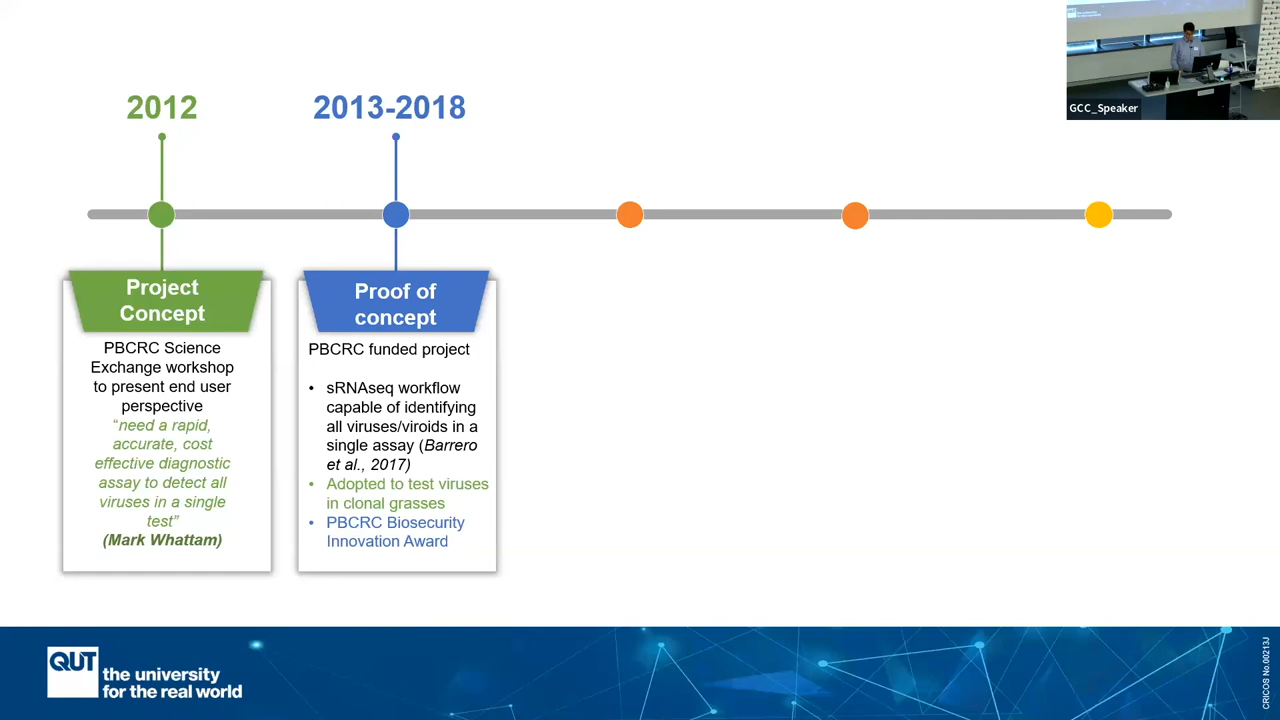 2012
2013-2018
GCC_Speaker
Project
Concept
PBCRC Science
Exchange workshop
to present end user
perspective
“need a rapid,
accurate, cost
effective diagnostic
assay to detect all
viruses in a single
test”
(Mark Whattam)
Proof of
concept
PBCRC funded project
• sRNAseq workflow
capable of identifying
all viruses/viroids in a
single assay (Barrero
et al., 2017)
• Adopted to test viruses
in clonal grasses
• PBCRC Biosecurity
Innovation Award
QUT
the university
for the real world
CRICOS No.00213J